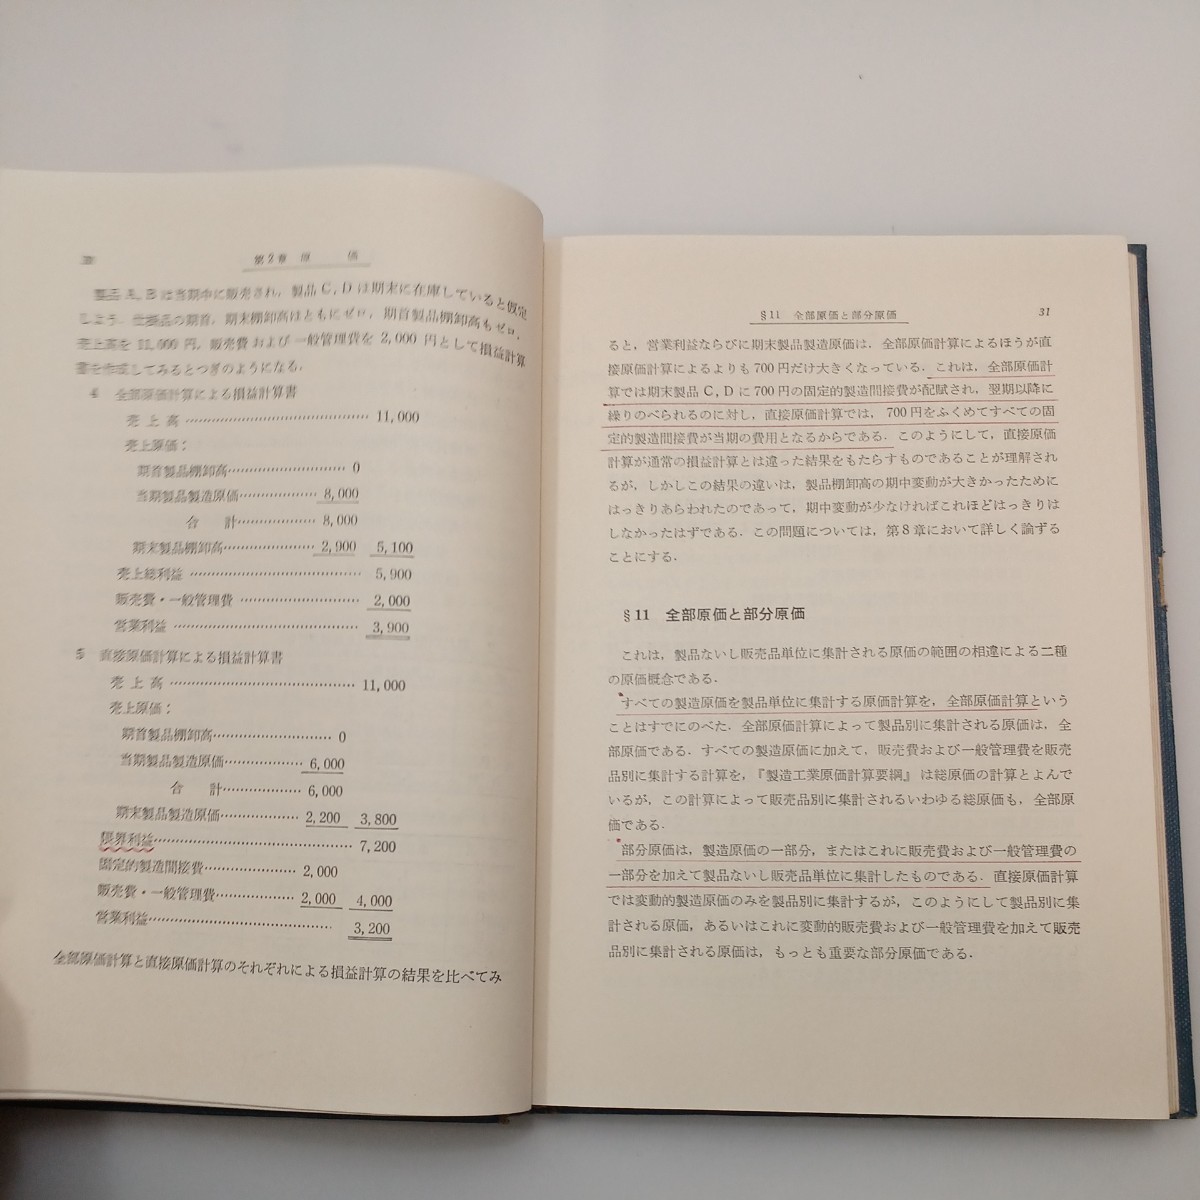 30
第2章 原　　価
製品 A, B は当期中に販売され, 製品 C, D は期末に在庫していると仮定
しよう. 仕掛品の期首, 期末棚卸高はともにゼロ, 期首製品棚卸高もゼロ,
売上高を 11,000 円, 販売費および一般管理費を 2,000 円として損益計算
書を作成してみるとつぎのようになる.
4 全部原価計算による損益計算書
売 上 高 …………………………… 11,000
売上原価：
期首製品棚卸高…………………… 0
当期製品製造原価……………… 8,000
合　　計……………… 8,000
期末製品棚卸高………………… 2,900 5,100
売上総利益 ………………………………… 5,900
販売費・一般管理費 ……………………… 2,000
営業利益 …………………………………… 3,900
5 直接原価計算による損益計算書
売 上 高 …………………………………… 11,000
売上原価：
期首製品棚卸高…………………… 0
当期製品製造原価……………… 6,000
合　　計……………… 6,000
期末製品製造原価……………… 2,200 3,800
限界利益……………………………………… 7,200
固定的製造間接費………………… 2,000
販売費・一般管理費……………… 2,000 4,000
営業利益…………………………………… 3,200
全部原価計算と直接原価計算のそれぞれによる損益計算の結果を比べてみ
§11 全部原価と部分原価
31
ると, 営業利益ならびに期末製品製造原価は, 全部原価計算によるほうが直
接原価計算によるよりも 700 円だけ大きくなっている. これは, 全部原価計
算では期末製品 C, D に 700 円の固定的製造間接費が配賦され, 翌期以降に
繰りのべられるのに対し, 直接原価計算では, 700 円をふくめてすべての固
定的製造間接費が当期の費用となるからである. このようにして, 直接原価
計算が通常の損益計算とは違った結果をもたらすものであることが理解され
るが, しかしこの結果の違いは, 製品棚卸高の期中変動が大きかったために
はっきりあらわれたのであって, 期中変動が少なければこれほどはっきりは
しなかったはずである. この問題については, 第 8 章において詳しく論ずる
ことにする.
§11 全部原価と部分原価
これは, 製品ないし販売品単位に集計される原価の範囲の相違による二種
の原価概念である.
すべての製造原価を製品単位に集計する原価計算を, 全部原価計算という
ことはすでにのべた. 全部原価計算によって製品別に集計される原価は, 全
部原価である. すべての製造原価に加えて, 販売費および一般管理費を販売
品別に集計する計算を, 『製造工業原価計算要綱』 は総原価の計算とよんで
いるが, この計算によって販売品別に集計されるいわゆる総原価も, 全部原
価である.
部分原価は, 製造原価の一部分, またはこれに販売費および一般管理費の
一部分を加えて製品ないし販売品単位に集計したものである. 直接原価計算
では変動的製造原価のみを製品別に集計するが, このようにして製品別に集
計される原価, あるいはこれに変動的販売費および一般管理費を加えて販売
品別に集計される原価は, もっとも重要な部分原価である.